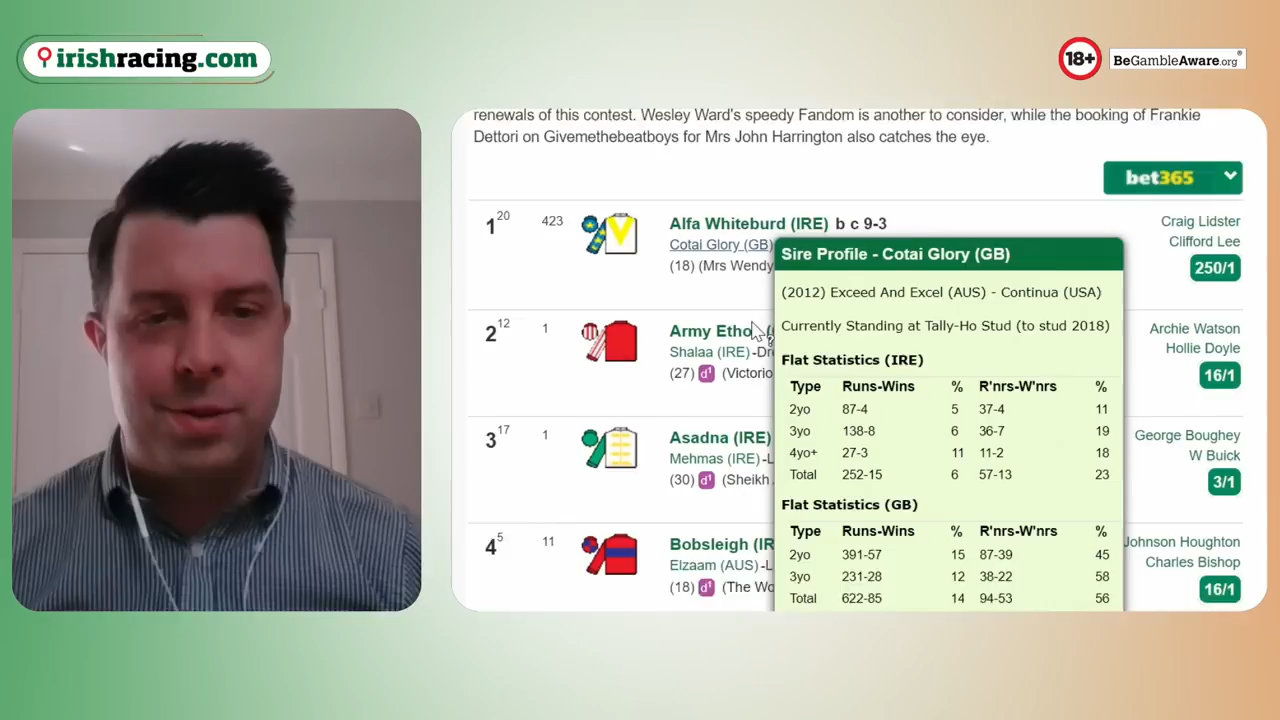 irishracing.com
18+
BeGambleAware.org®
renewals of this contest. Wesley Ward's speedy Fandom is another to consider, while the booking of Frankie
Dettori on Givemethebeatboys for Mrs John Harrington also catches the eye.
bet365
1 20 423 Alfa Whiteburd (IRE) b c 9-3 Craig Lidster
Cotai Glory (GB) Clifford Lee
(18) (Mrs Wendy 250/1
Sire Profile - Cotai Glory (GB)
(2012) Exceed And Excel (AUS) - Continua (USA)
Currently Standing at Tally-Ho Stud (to stud 2018)
Flat Statistics (IRE)
Type Runs-Wins % R'nrs-W'nrs %
2yo 87-4 5 37-4 11
3yo 138-8 6 36-7 19
4yo+ 27-3 11 11-2 18
Total 252-15 6 57-13 23
Flat Statistics (GB)
Type Runs-Wins % R'nrs-W'nrs %
2yo 391-57 15 87-39 45
3yo 231-28 12 38-22 58
Total 622-85 14 94-53 56
2 12 1 Army Etho Archie Watson
Shalaa (IRE) -Dr Hollie Doyle
(27) d1 (Victorio 16/1
3 17 1 Asadna (IRE) George Boughey
Mehmas (IRE) -L W Buick
(30) d1 (Sheikh 3/1
4 5 11 Bobsleigh (IR Johnson Houghton
Elzaam (AUS) -L Charles Bishop
(18) d1 (The Wo 16/1